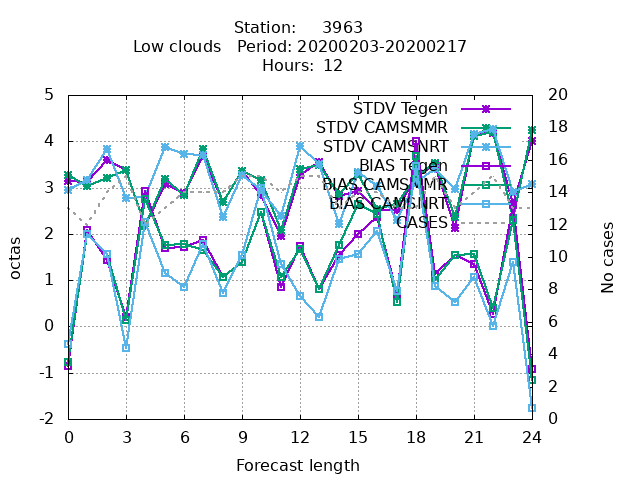 Station: 3963
Low clouds Period: 20200203-20200217
Hours: 12
5
4
3
2
1
0
-1
-2
20
18
16
14
12
10
8
6
4
2
0
STDV Tegen
STDV CAMSMMR
STDV CAMSNRT
BIAS Tegen
BIAS CAMSMMR
BIAS CAMSNRT
CASES
octas
No cases
0 3 6 9 12 15 18 21 24
Forecast length